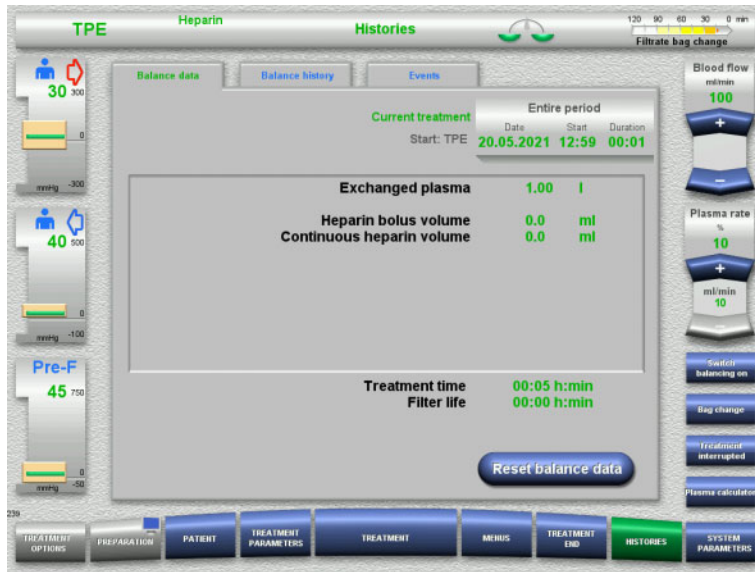 TPE
Heparin
Histories
120 90 60 30 0 min
Filtrate bag change
30 300
0
mmHg -300
40 500
0
mmHg -100
Pre-F
45 750
0
mmHg -50
Balance data
Balance history
Events
Current treatment
Start: TPE
Entire period
Date Start Duration
20.05.2021 12:59 00:01
Exchanged plasma 1.00 l
Heparin bolus volume 0.0 ml
Continuous heparin volume 0.0 ml
Treatment time 00:05 h:min
Filter life 00:00 h:min
Reset balance data
Blood flow
ml/min
100
+
–
Plasma rate
%
10
+
ml/min
10
–
Switch
balancing on
Bag change
Treatment
interrupted
Plasma calculator
239
TREATMENT
OPTIONS
PREPARATION
PATIENT
TREATMENT
PARAMETERS
TREATMENT
MENUS
TREATMENT
END
HISTORIES
SYSTEM
PARAMETERS